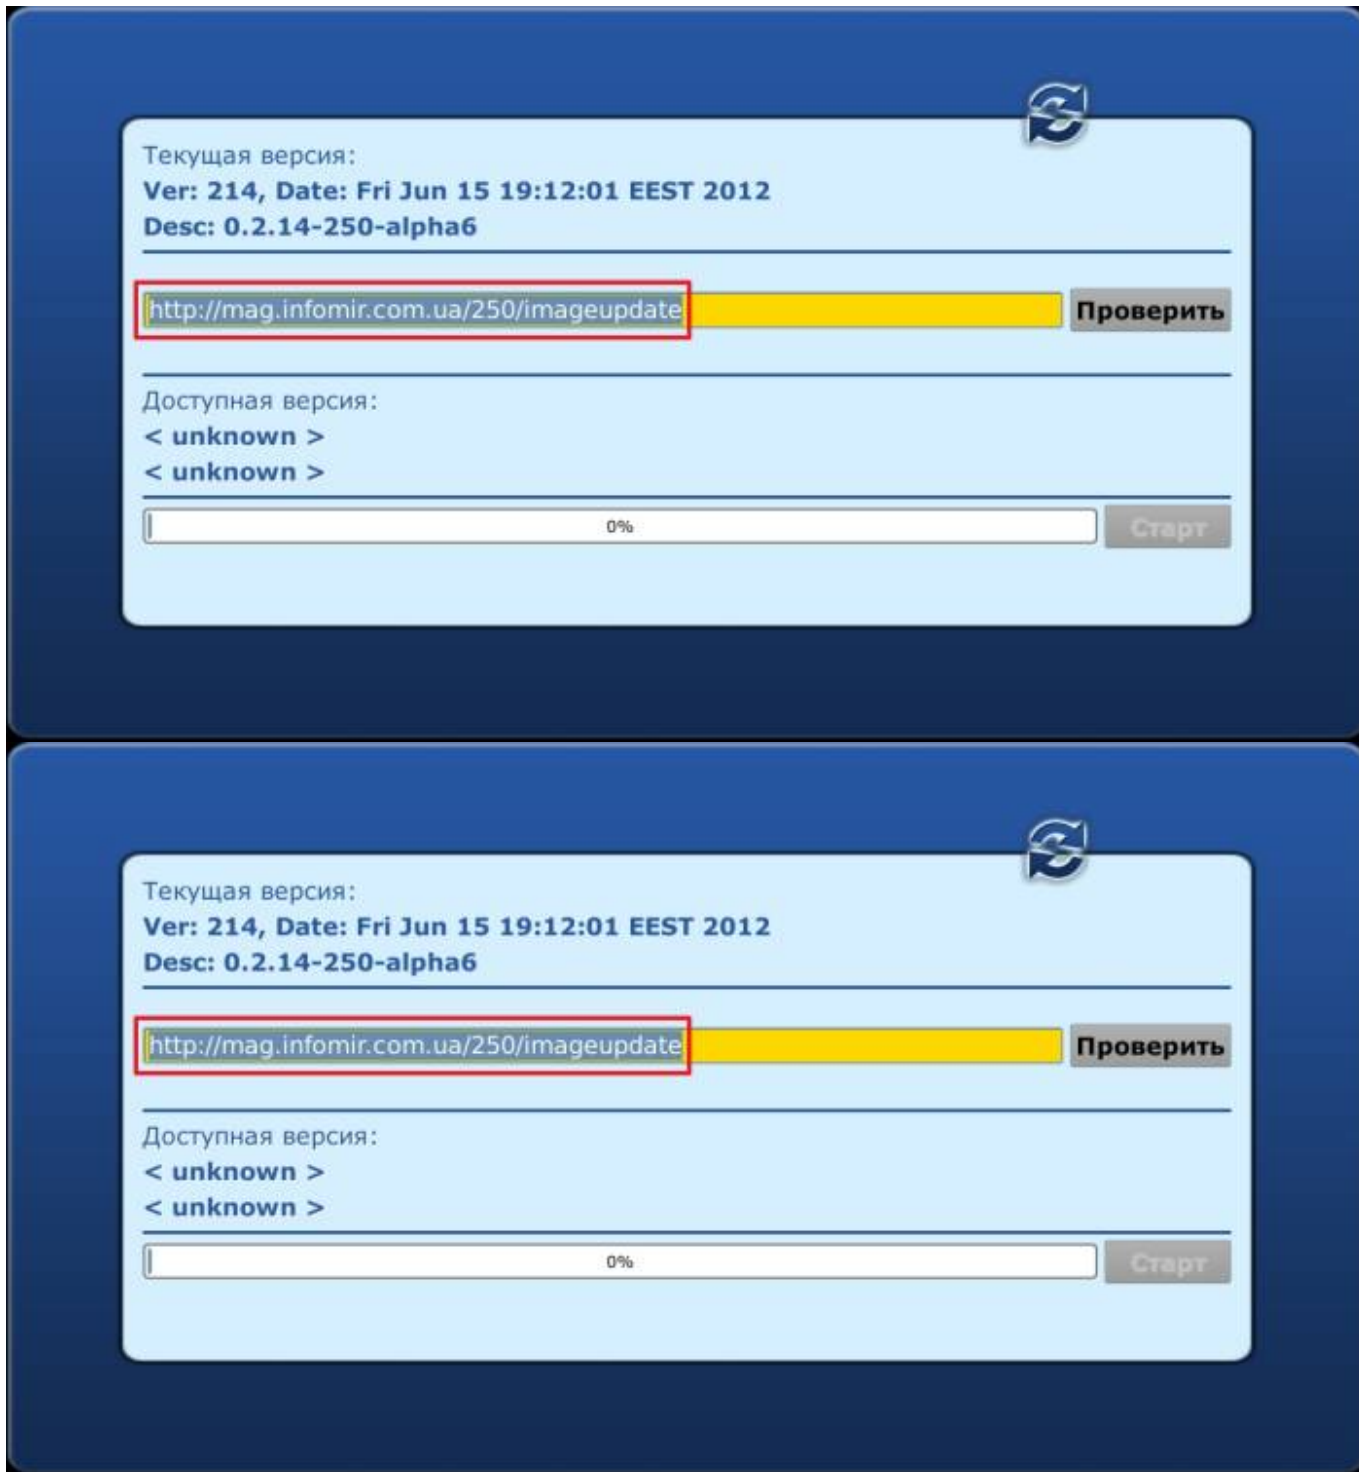 Текущая версия:
Ver: 214, Date: Fri Jun 15 19:12:01 EEST 2012
Desc: 0.2.14-250-alpha6
http://mag.infomir.com.ua/250/imageupdate Проверить
Доступная версия:
< unknown >
< unknown >
0% Старт
Текущая версия:
Ver: 214, Date: Fri Jun 15 19:12:01 EEST 2012
Desc: 0.2.14-250-alpha6
http://mag.infomir.com.ua/250/imageupdate Проверить
Доступная версия:
< unknown >
< unknown >
0% Старт